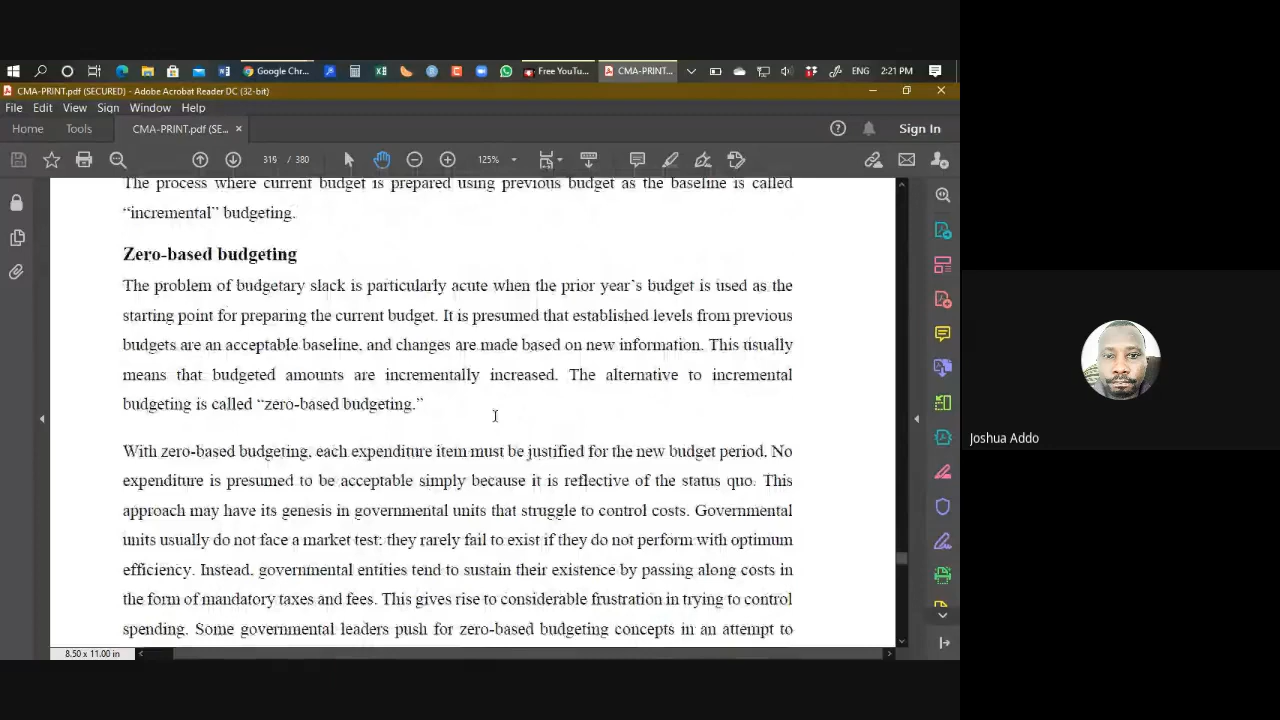 Google Chr...
Free YouTu...
CMA-PRINT...
ENG
2:21 PM
CMA-PRINT.pdf (SECURED) - Adobe Acrobat Reader DC (32-bit)
File Edit View Sign Window Help
Home Tools CMA-PRINT.pdf (SE... × Sign In
319 / 380 125%
The process where current budget is prepared using previous budget as the baseline is called
“incremental” budgeting.
Zero-based budgeting
The problem of budgetary slack is particularly acute when the prior year’s budget is used as the
starting point for preparing the current budget. It is presumed that established levels from previous
budgets are an acceptable baseline, and changes are made based on new information. This usually
means that budgeted amounts are incrementally increased. The alternative to incremental
budgeting is called “zero-based budgeting.”
With zero-based budgeting, each expenditure item must be justified for the new budget period. No
expenditure is presumed to be acceptable simply because it is reflective of the status quo. This
approach may have its genesis in governmental units that struggle to control costs. Governmental
units usually do not face a market test; they rarely fail to exist if they do not perform with optimum
efficiency. Instead, governmental entities tend to sustain their existence by passing along costs in
the form of mandatory taxes and fees. This gives rise to considerable frustration in trying to control
spending. Some governmental leaders push for zero-based budgeting concepts in an attempt to
8.50 x 11.00 in
Joshua Addo